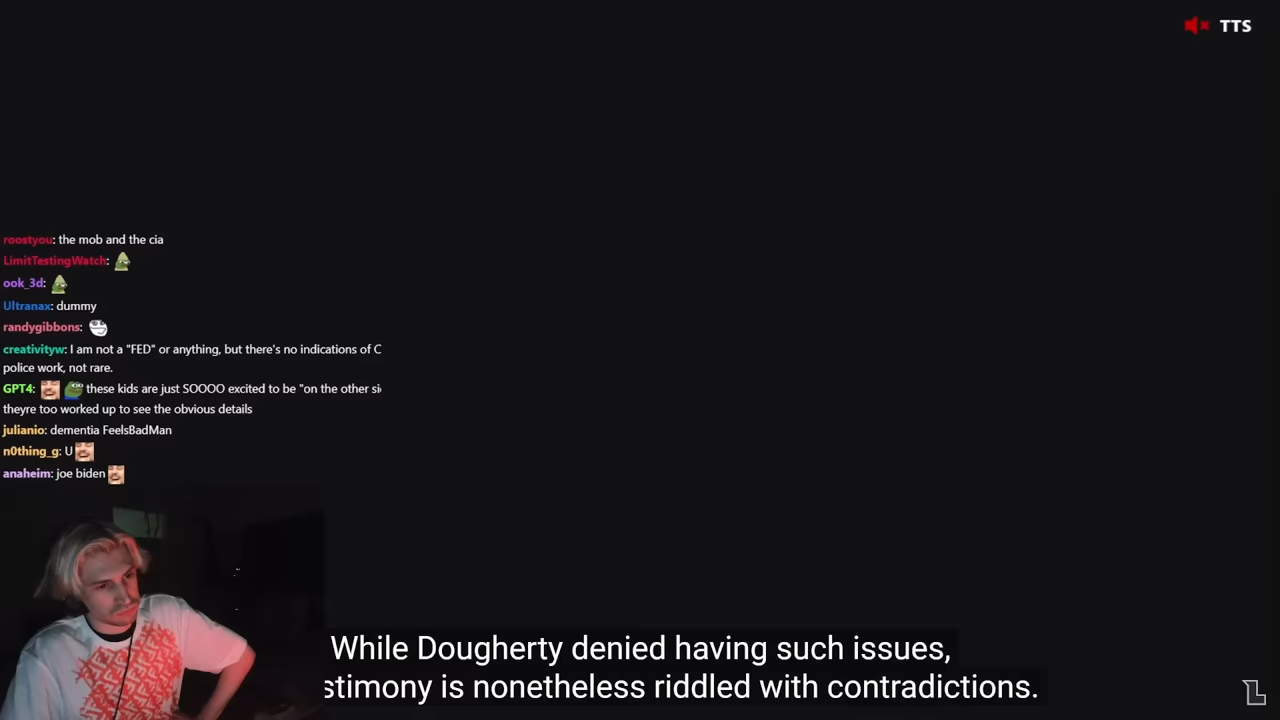 TTS
roostyou: the mob and the cia
LimitTestingWatch:
ook_3d:
Ultranax: dummy
randygibbons:
creativityw: I am not a "FED" or anything, but there's no indications of C
police work, not rare.
GPT4: these kids are just SOOOO excited to be "on the other si
theyre too worked up to see the obvious details
julianio: dementia FeelsBadMan
n0thing_g: U
anaheim: joe biden
While Dougherty denied having such issues,
stimony is nonetheless riddled with contradictions.